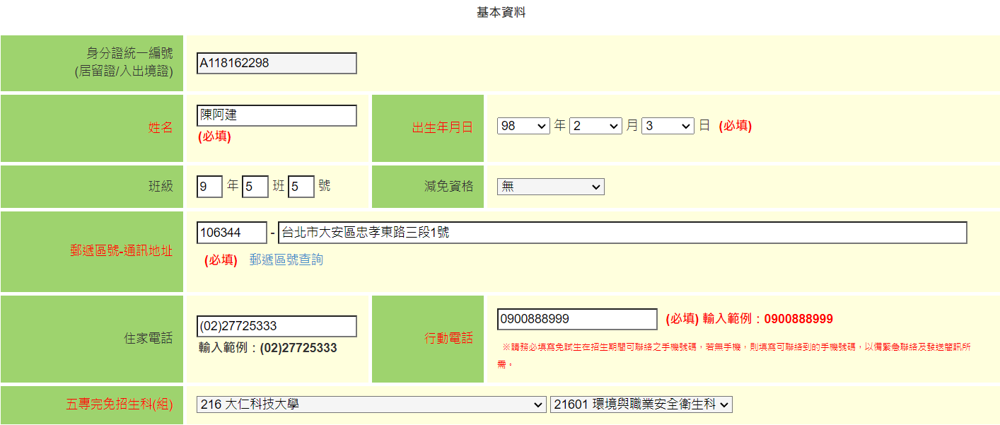 基本資料
身分證統一編號
(居留證/入出境證)
A118162298
姓名
陳阿建
(必填)
出生年月日
98 年 2 月 3 日 (必填)
班級
9 年 5 班 5 號
減免資格
無
郵遞區號-通訊地址
106344 - 台北市大安區忠孝東路三段1號
(必填) 郵遞區號查詢
住家電話
(02)27725333
輸入範例：(02)27725333
行動電話
0900888999 (必填) 輸入範例：0900888999
※請務必填寫免試生在招生期間可聯絡之手機號碼，若無手機，則填寫可聯絡到的手機號碼，以備緊急聯絡及發送簡訊所
需。
五專完免招生科(組)
216 大仁科技大學 21601 環境與職業安全衛生科